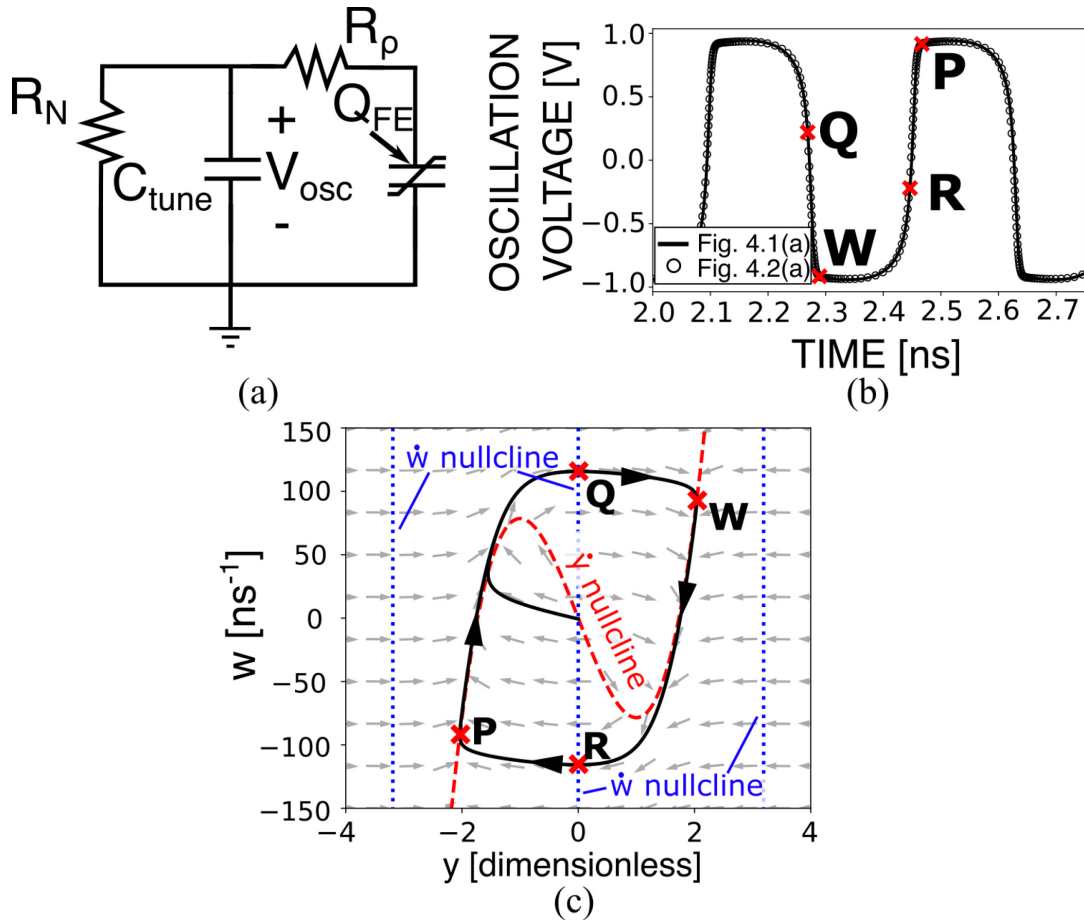 R_N
C_tune
+
V_osc
-
R_ρ
Q_FE
(a)
OSCILLATION
VOLTAGE [V]
1.0
0.5
0.0
−0.5
−1.0
P
Q
R
W
Fig. 4.1(a)
Fig. 4.2(a)
2.0 2.1 2.2 2.3 2.4 2.5 2.6 2.7
TIME [ns]
(b)
w [ns⁻¹]
150
100
50
0
−50
−100
−150
ẇ nullcline
Q
W
ẏ nullcline
P
R
ẇ nullcline
−4 −2 0 2 4
y [dimensionless]
(c)